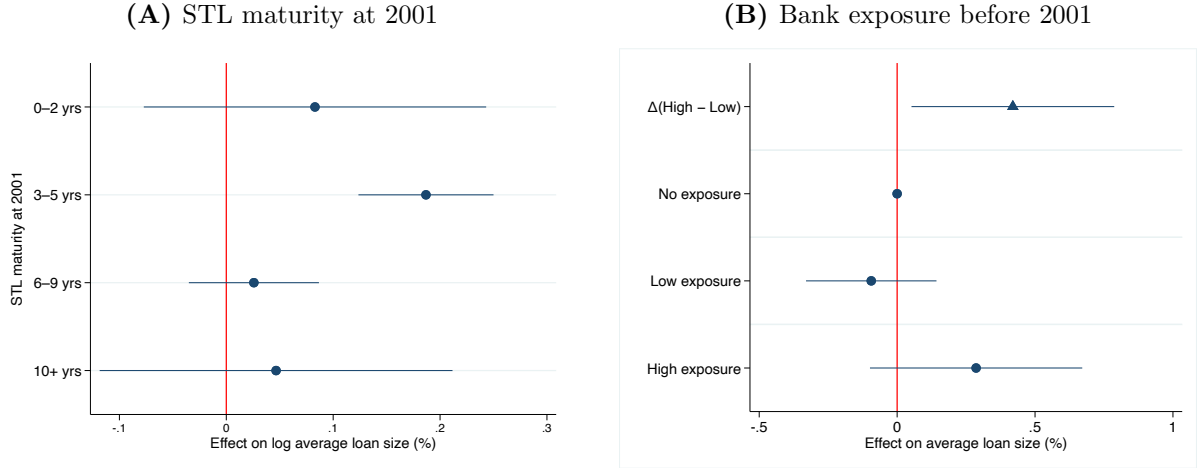 (A) STL maturity at 2001
STL maturity at 2001
0–2 yrs
3–5 yrs
6–9 yrs
10+ yrs
-.1 0 .1 .2 .3
Effect on log average loan size (%)
(B) Bank exposure before 2001
Δ(High − Low)
No exposure
Low exposure
High exposure
-.5 0 .5 1
Effect on average loan size (%)